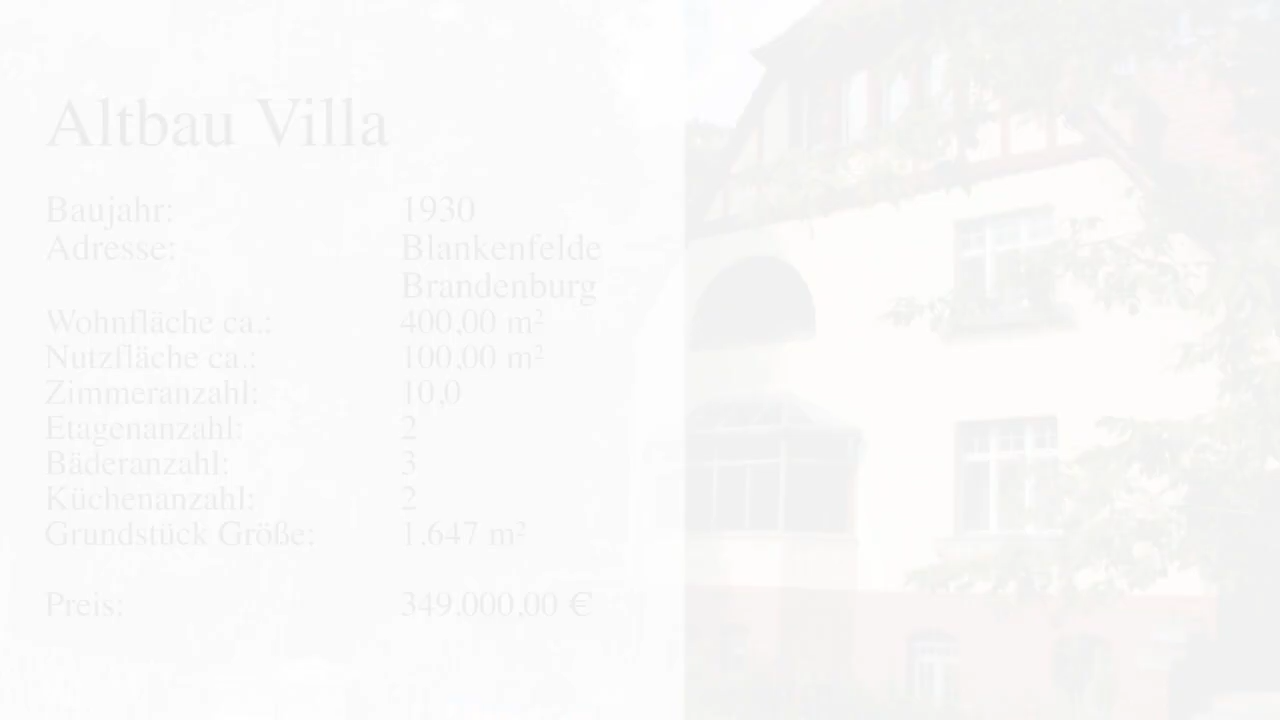 Altbau Villa
Baujahr: 1930
Adresse: Blankenfelde
Brandenburg
Wohnfläche ca.: 400,00 m²
Nutzfläche ca.: 100,00 m²
Zimmeranzahl: 10,0
Etagenanzahl: 2
Bäderanzahl: 3
Küchenanzahl: 2
Grundstück Größe: 1.647 m²
Preis: 349.000,00 €